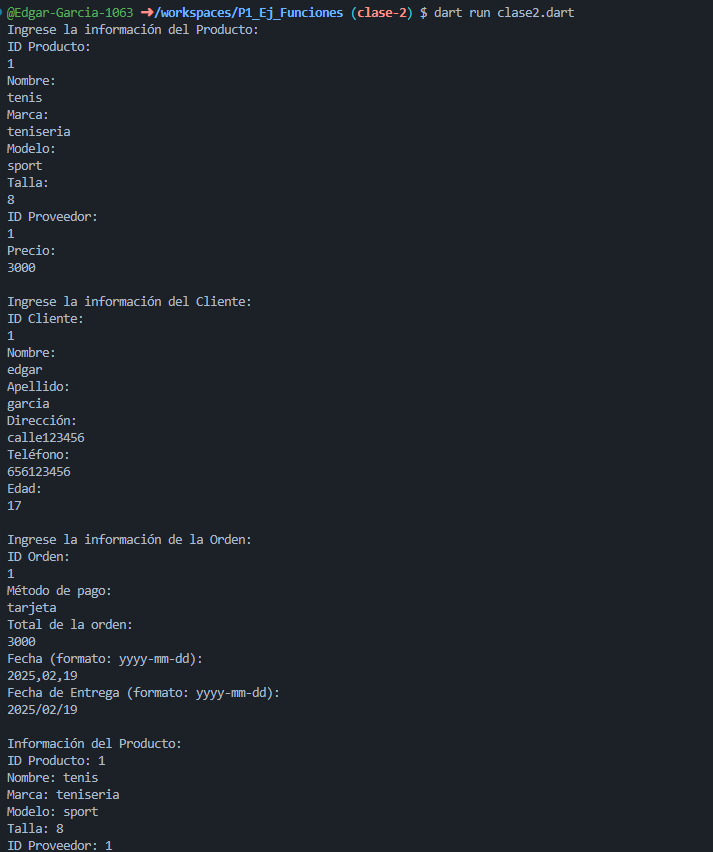 @Edgar-Garcia-1063 ➜/workspaces/P1_Ej_Funciones (clase-2) $ dart run clase2.dart
Ingrese la información del Producto:
ID Producto:
1
Nombre:
tenis
Marca:
teniseria
Modelo:
sport
Talla:
8
ID Proveedor:
1
Precio:
3000
Ingrese la información del Cliente:
ID Cliente:
1
Nombre:
edgar
Apellido:
garcia
Dirección:
calle123456
Teléfono:
656123456
Edad:
17
Ingrese la información de la Orden:
ID Orden:
1
Método de pago:
tarjeta
Total de la orden:
3000
Fecha (formato: yyyy-mm-dd):
2025,02,19
Fecha de Entrega (formato: yyyy-mm-dd):
2025/02/19
Información del Producto:
ID Producto: 1
Nombre: tenis
Marca: teniseria
Modelo: sport
Talla: 8
ID Proveedor: 1